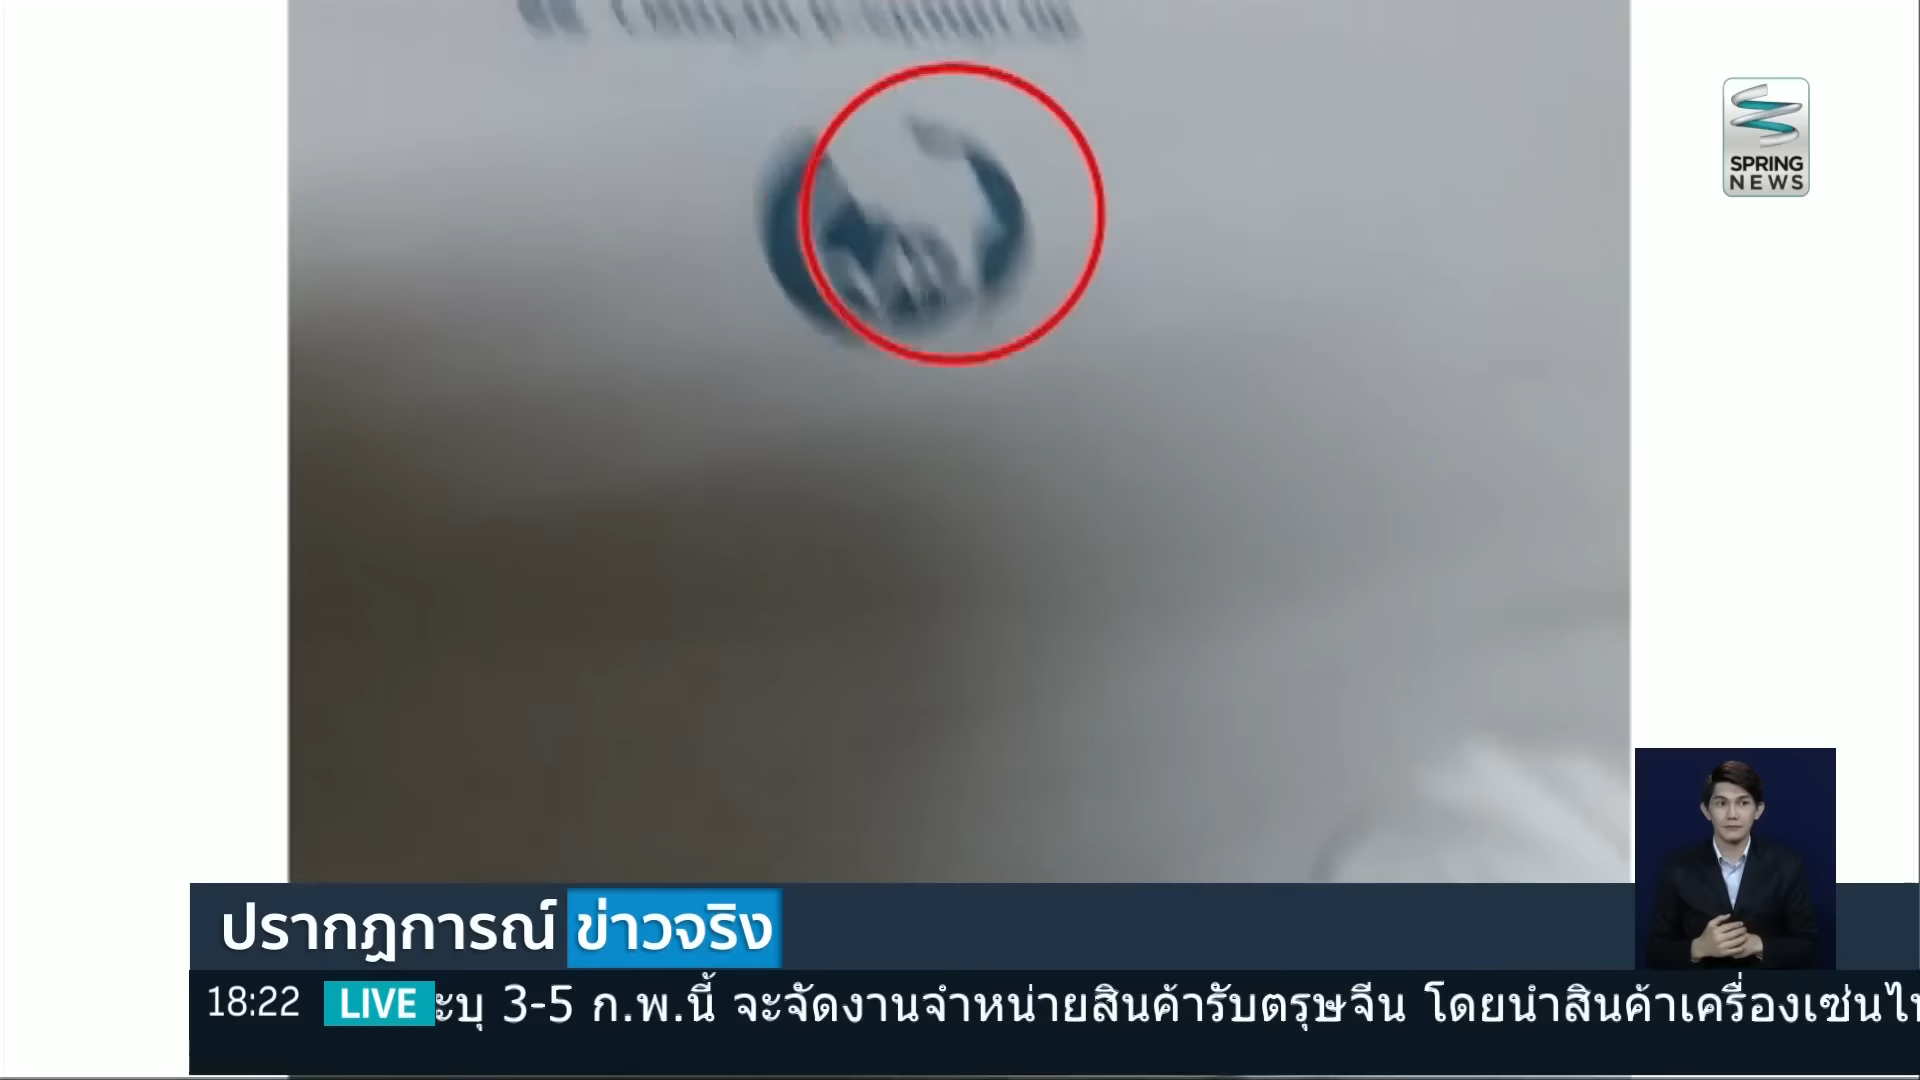 SPRING
NEWS
ปรากฏการณ์ ข่าวจริง
18:22 LIVE ะบุ 3-5 ก.พ.นี้ จะจัดงานจำหน่ายสินค้ารับตรุษจีน โดยนำสินค้าเครื่องเซ่นไห